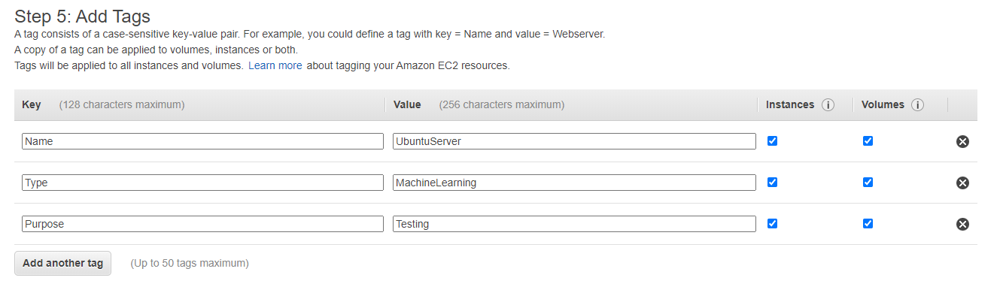 Step 5: Add Tags
A tag consists of a case-sensitive key-value pair. For example, you could define a tag with key = Name and value = Webserver.
A copy of a tag can be applied to volumes, instances or both.
Tags will be applied to all instances and volumes. Learn more about tagging your Amazon EC2 resources.
Key (128 characters maximum) Value (256 characters maximum) Instances i Volumes i
Name UbuntuServer
Type MachineLearning
Purpose Testing
Add another tag (Up to 50 tags maximum)